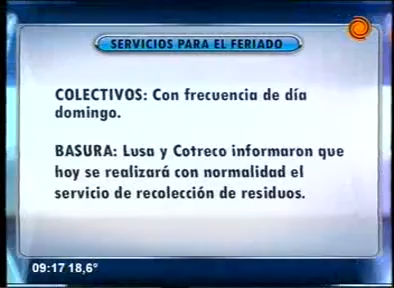 SERVICIOS PARA EL FERIADO
COLECTIVOS: Con frecuencia de día
domingo.
BASURA: Lusa y Cotreco informaron que
hoy se realizará con normalidad el
servicio de recolección de residuos.
09:17 18,6°